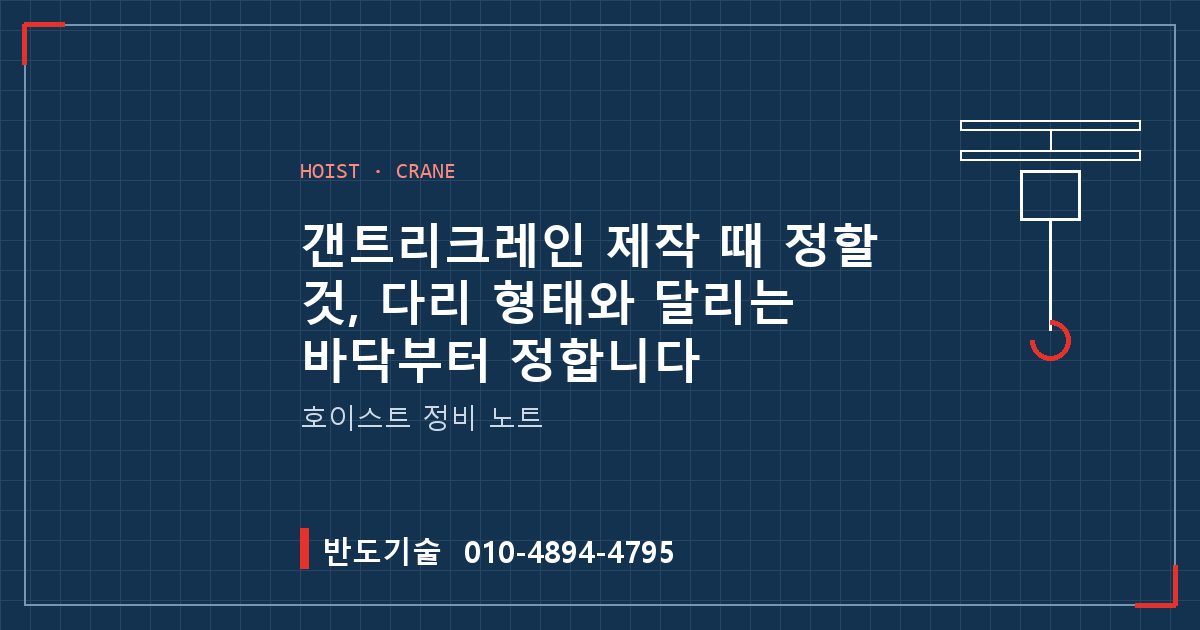 HOIST · CRANE
갠트리크레인 제작 때 정할
것, 다리 형태와 달리는
바닥부터 정합니다
호이스트 정비 노트
반도기술 010-4894-4795